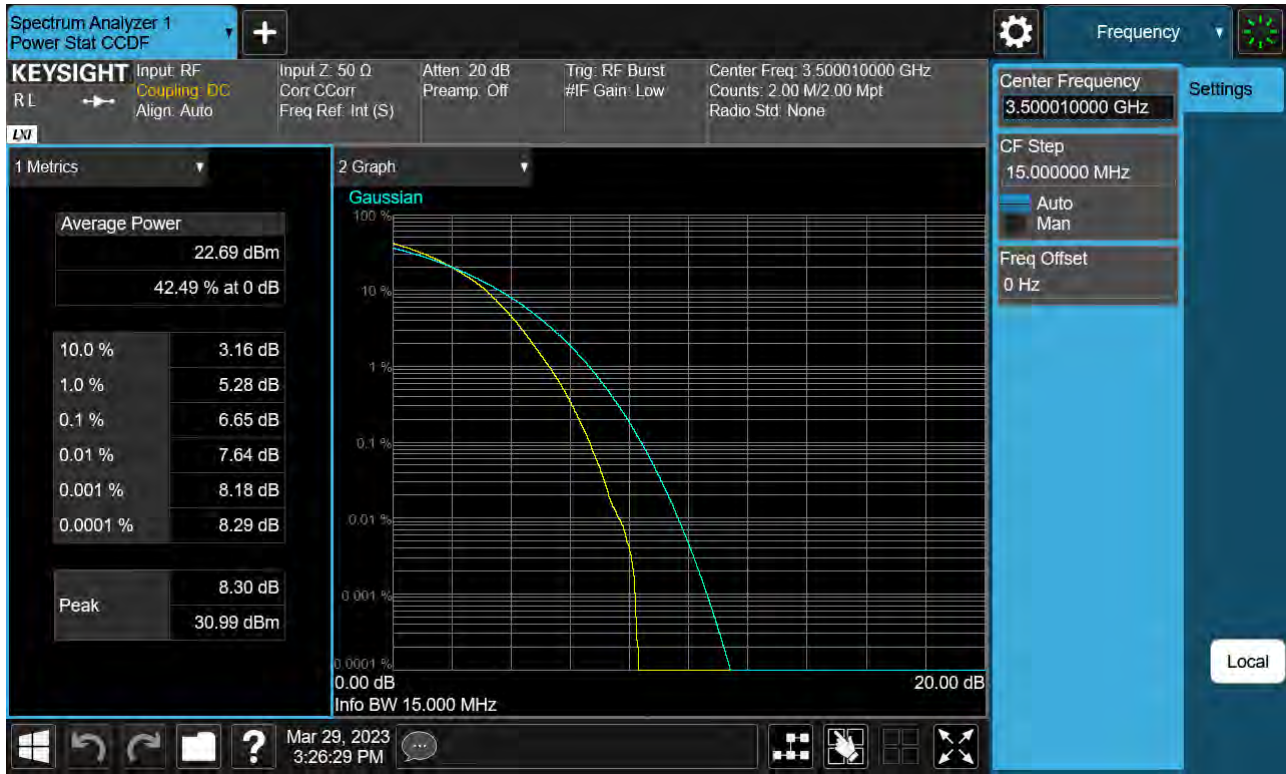 Spectrum Analyzer 1
Power Stat CCDF
Frequency
KEYSIGHT
RL
LXI
Input: RF
Coupling: DC
Align: Auto
Input Z: 50 Ω
Corr CCorr
Freq Ref: Int (S)
Atten: 20 dB
Preamp: Off
Trig: RF Burst
#IF Gain: Low
Center Freq: 3.500010000 GHz
Counts: 2.00 M/2.00 Mpt
Radio Std: None
Center Frequency
3.500010000 GHz
Settings
CF Step
15.000000 MHz
Auto
Man
Freq Offset
0 Hz
1 Metrics
Average Power
22.69 dBm
42.49 % at 0 dB
10.0 % 3.16 dB
1.0 % 5.28 dB
0.1 % 6.65 dB
0.01 % 7.64 dB
0.001 % 8.18 dB
0.0001 % 8.29 dB
Peak
8.30 dB
30.99 dBm
2 Graph
Gaussian
100 %
10 %
1 %
0.1 %
0.01 %
0.001 %
0.0001 %
0.00 dB 20.00 dB
Info BW 15.000 MHz
Local
?
Mar 29, 2023
3:26:29 PM